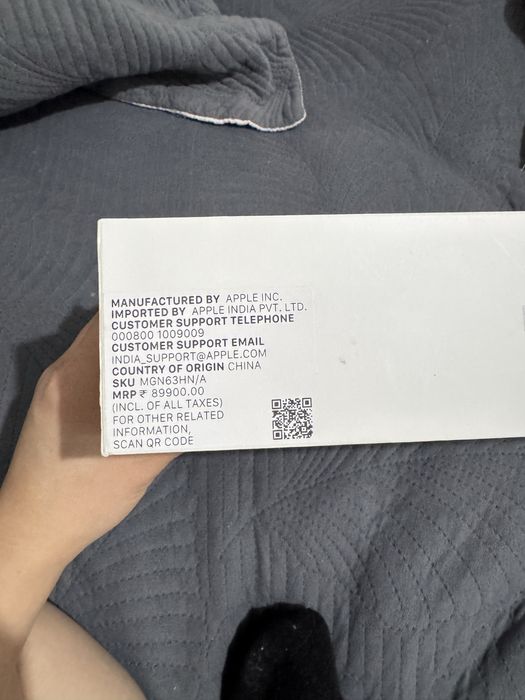 MANUFACTURED BY APPLE INC.
IMPORTED BY APPLE INDIA PVT. LTD.
CUSTOMER SUPPORT TELEPHONE
000800 1009009
CUSTOMER SUPPORT EMAIL
INDIA_SUPPORT@APPLE.COM
COUNTRY OF ORIGIN CHINA
SKU MGN63HN/A
MRP ₹ 89900.00
(INCL. OF ALL TAXES)
FOR OTHER RELATED
INFORMATION,
SCAN QR CODE